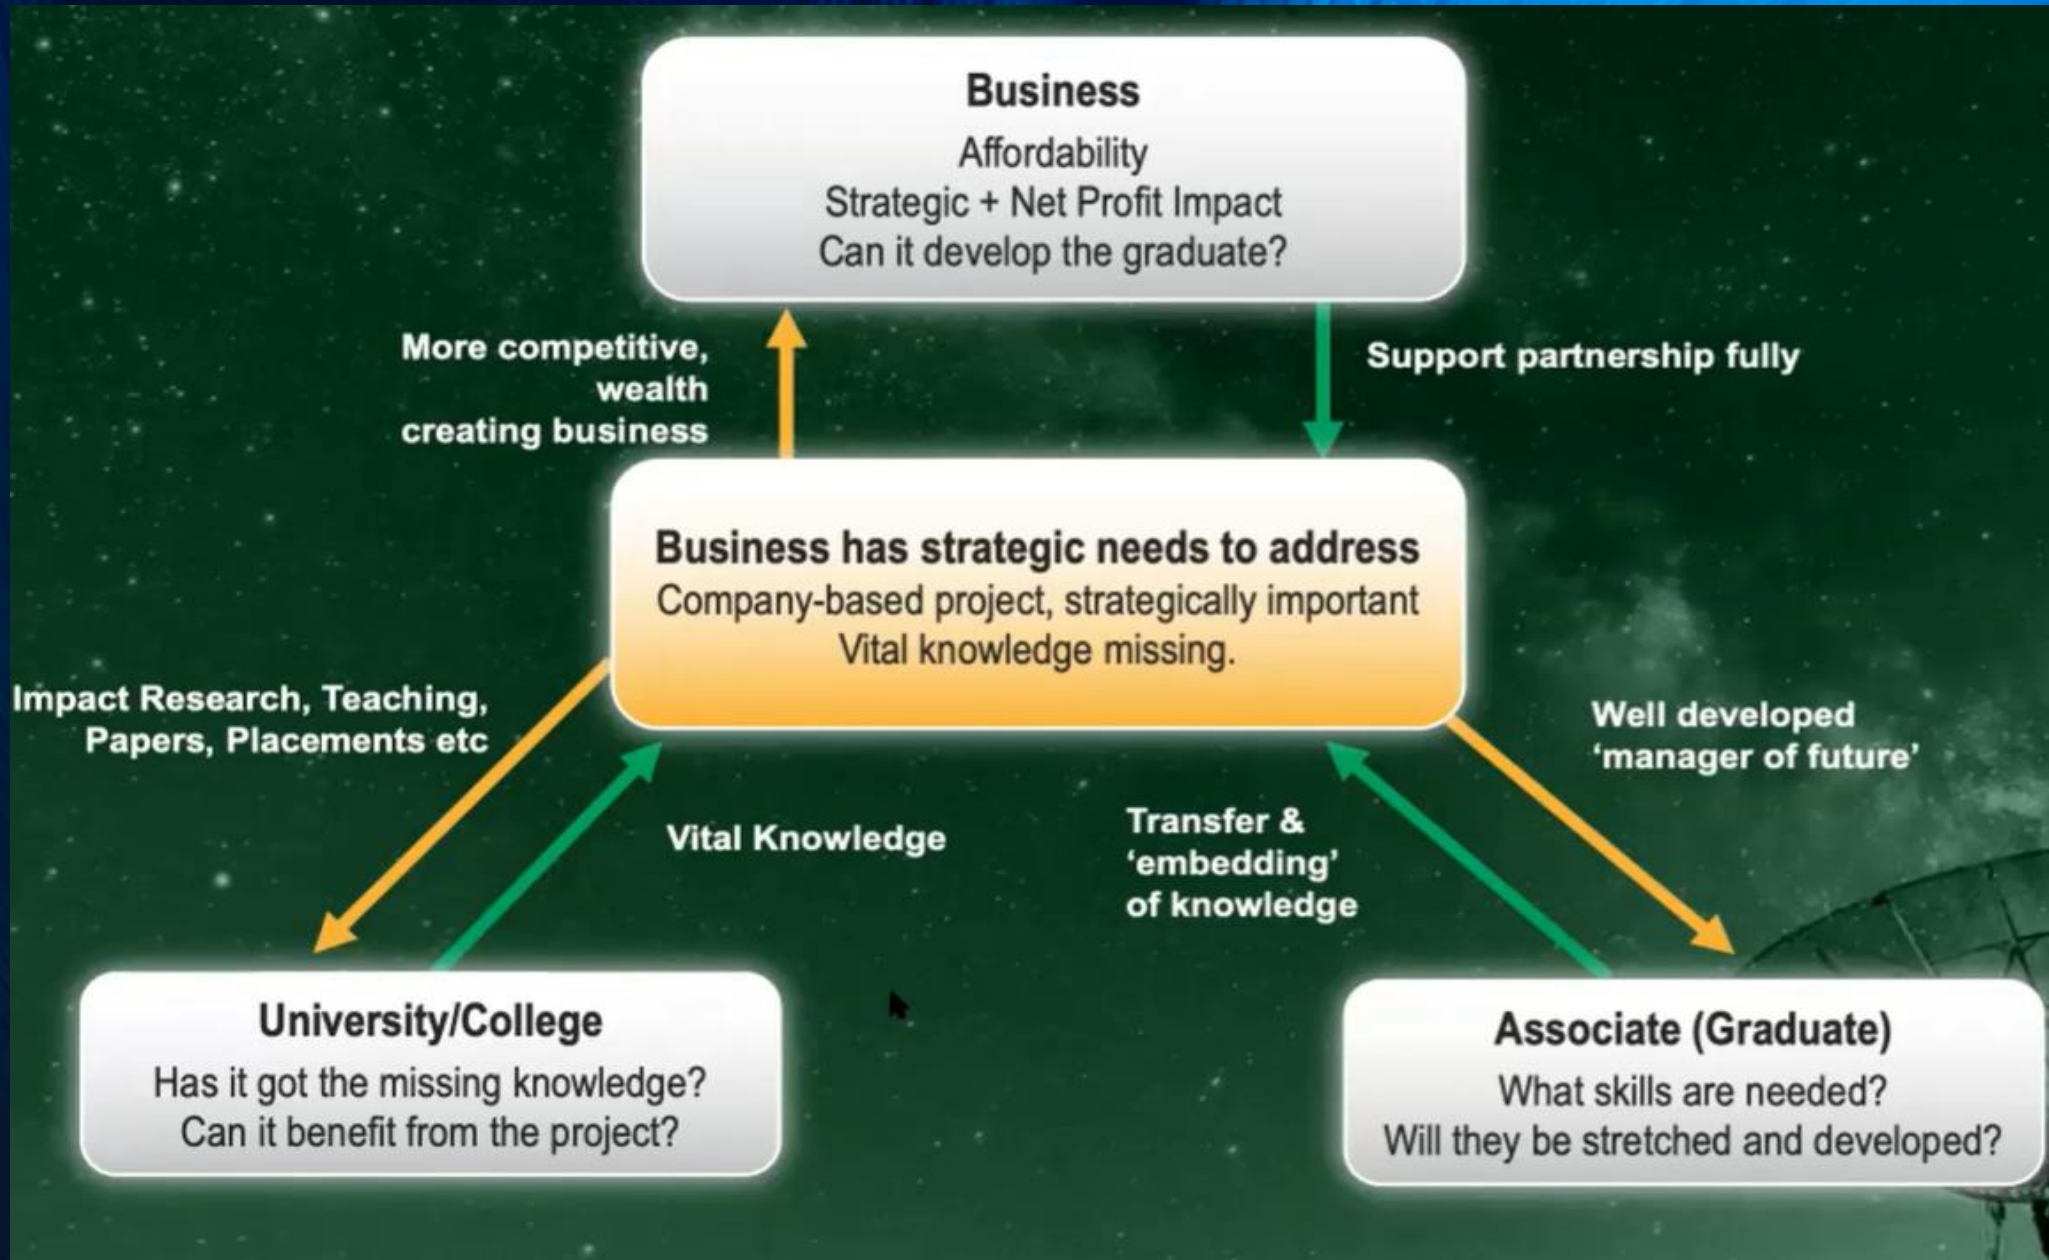 Business
Affordability
Strategic + Net Profit Impact
Can it develop the graduate?
More competitive,
wealth
creating business
Support partnership fully
Business has strategic needs to address
Company-based project, strategically important
Vital knowledge missing.
Impact Research, Teaching,
Papers, Placements etc
Well developed
‘manager of future’
Vital Knowledge
Transfer &
‘embedding’
of knowledge
University/College
Has it got the missing knowledge?
Can it benefit from the project?
Associate (Graduate)
What skills are needed?
Will they be stretched and developed?